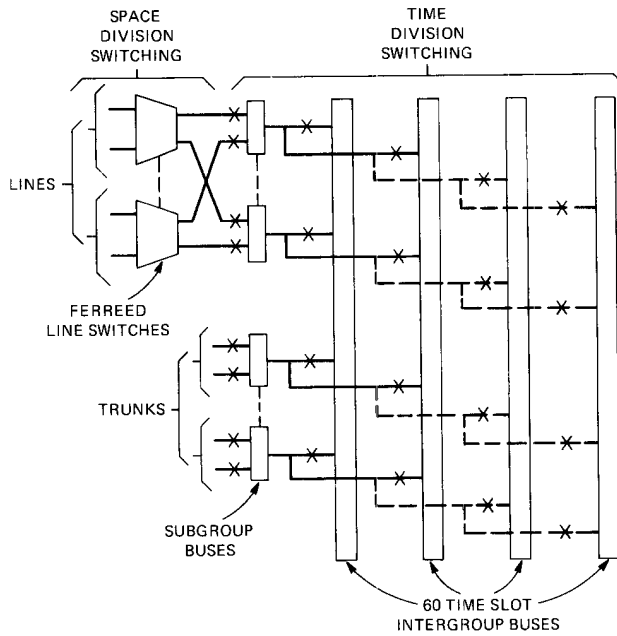 SPACE
DIVISION
SWITCHING
TIME
DIVISION
SWITCHING
LINES
FERREED
LINE SWITCHES
TRUNKS
SUBGROUP
BUSES
60 TIME SLOT
INTERGROUP BUSES